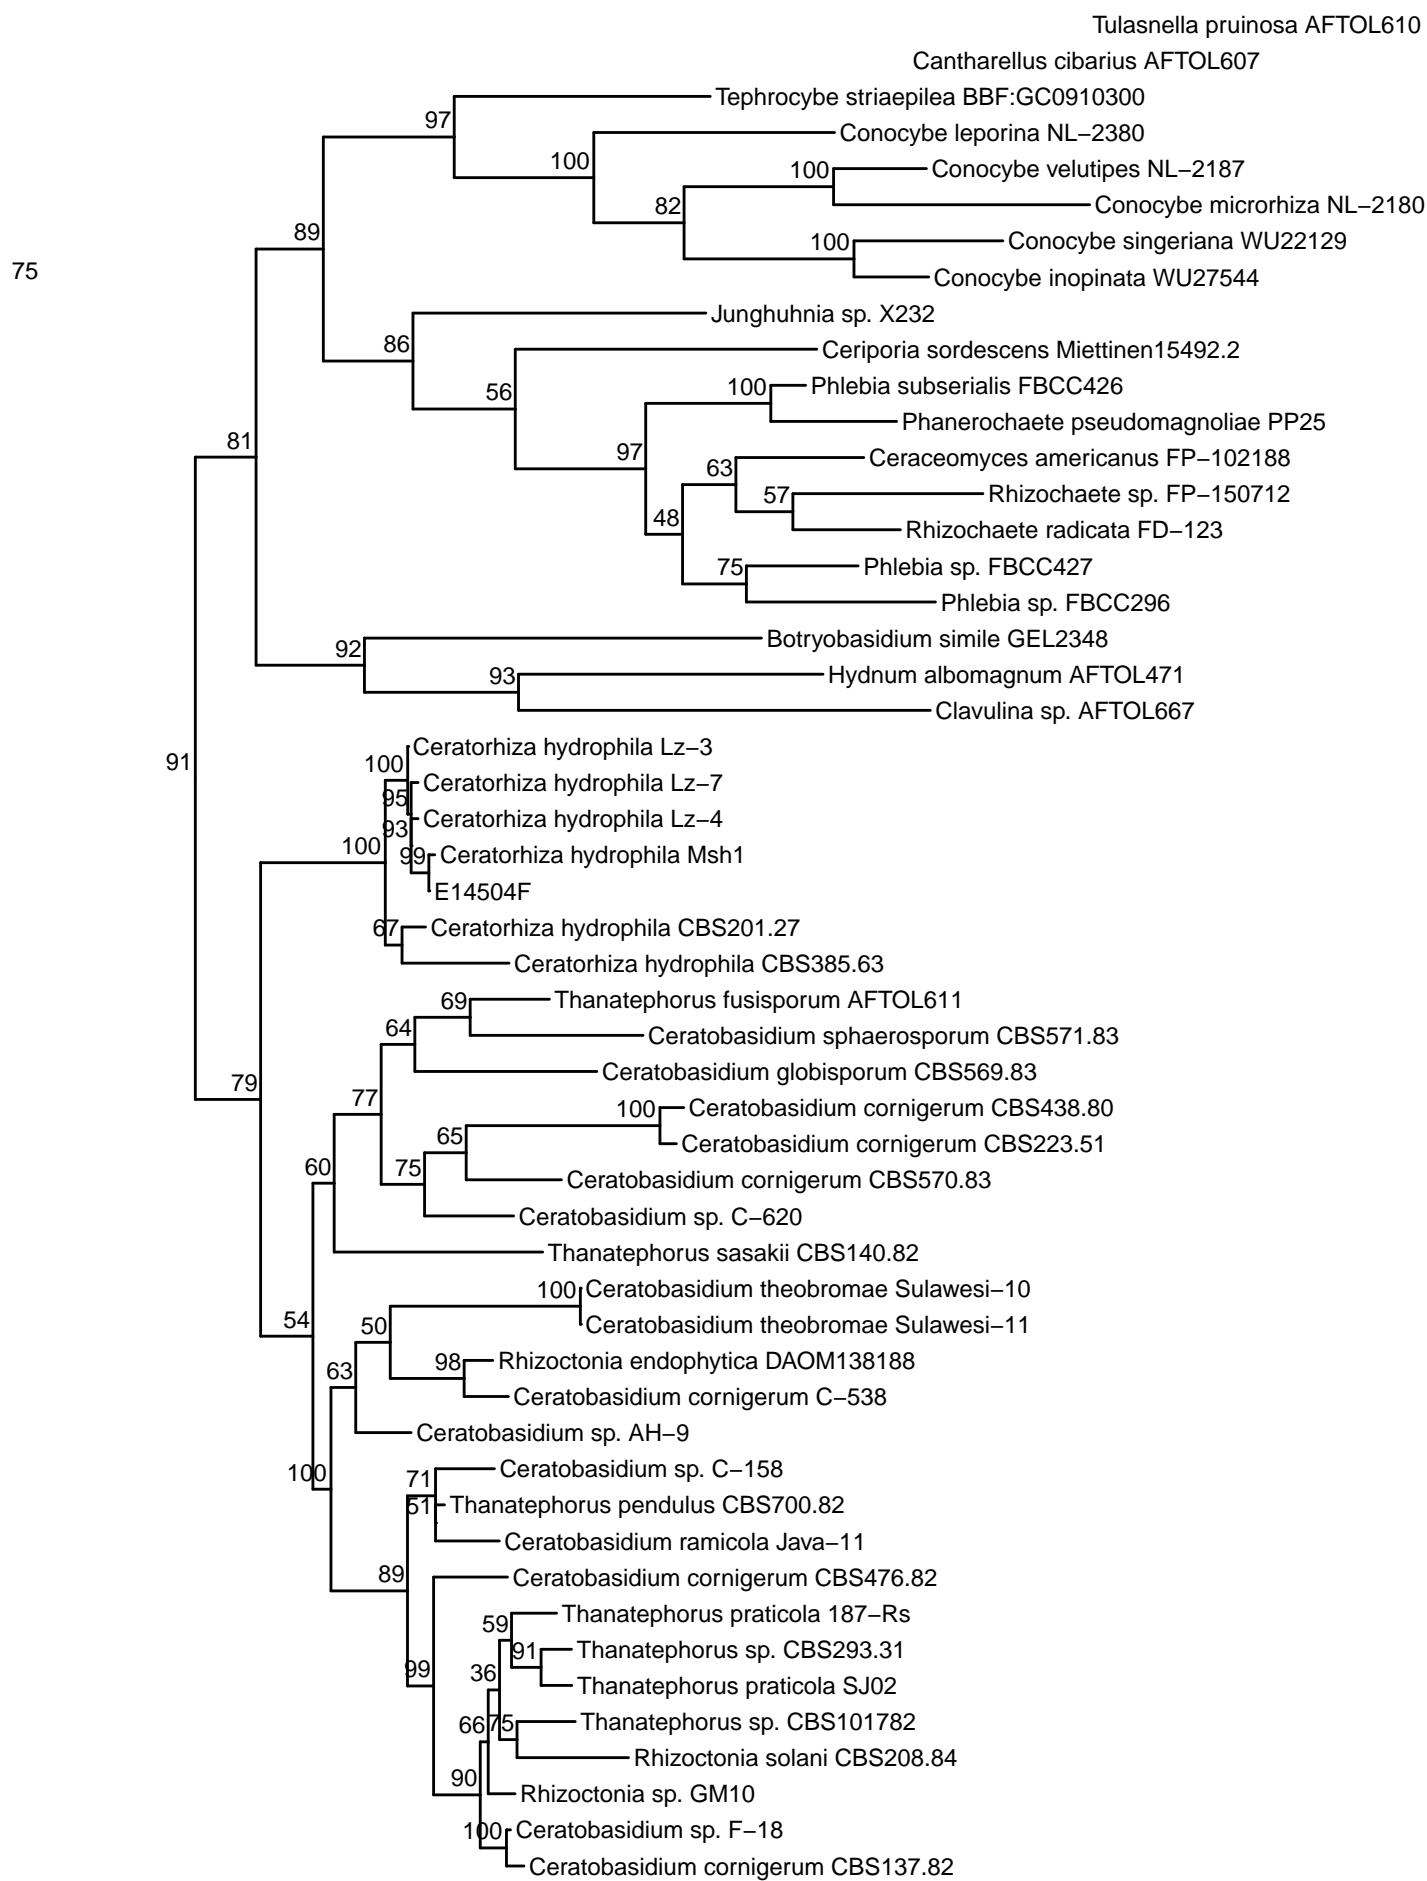 Tulasnella pruinosa AFTOL610
Cantharellus cibarius AFTOL607
Tephrocybe striaepilea BBF:GC0910300
97
Conocybe leporina NL−2380
100
Conocybe velutipes NL−2187
100
Conocybe microrhiza NL−2180
82
89
Conocybe singeriana WU22129
100
75
Conocybe inopinata WU27544
Junghuhnia sp. X232
86
Ceriporia sordescens Miettinen15492.2
56
Phlebia subserialis FBCC426
100
Phanerochaete pseudomagnoliae PP25
81
97
Ceraceomyces americanus FP−102188
63
Rhizochaete sp. FP−150712
57
48
Rhizochaete radicata FD−123
Phlebia sp. FBCC427
75
Phlebia sp. FBCC296
Botryobasidium simile GEL2348
92
Hydnum albomagnum AFTOL471
93
Clavulina sp. AFTOL667
Ceratorhiza hydrophila Lz−3
91
100
Ceratorhiza hydrophila Lz−7
95
Ceratorhiza hydrophila Lz−4
93
100
Ceratorhiza hydrophila Msh1
99
E14504F
67
Ceratorhiza hydrophila CBS201.27
Ceratorhiza hydrophila CBS385.63
Thanatephorus fusisporum AFTOL611
69
64
Ceratobasidium sphaerosporum CBS571.83
Ceratobasidium globisporum CBS569.83
79
77
Ceratobasidium cornigerum CBS438.80
100
Ceratobasidium cornigerum CBS223.51
65
60
75
Ceratobasidium cornigerum CBS570.83
Ceratobasidium sp. C−620
Thanatephorus sasakii CBS140.82
Ceratobasidium theobromae Sulawesi−10
100
54
50
Ceratobasidium theobromae Sulawesi−11
Rhizoctonia endophytica DAOM138188
98
63
Ceratobasidium cornigerum C−538
Ceratobasidium sp. AH−9
100
Ceratobasidium sp. C−158
71
51
Thanatephorus pendulus CBS700.82
Ceratobasidium ramicola Java−11
89
Ceratobasidium cornigerum CBS476.82
Thanatephorus praticola 187−Rs
59
Thanatephorus sp. CBS293.31
91
99
36
Thanatephorus praticola SJ02
Thanatephorus sp. CBS101782
66
75
Rhizoctonia solani CBS208.84
90
Rhizoctonia sp. GM10
Ceratobasidium sp. F−18
100
Ceratobasidium cornigerum CBS137.82